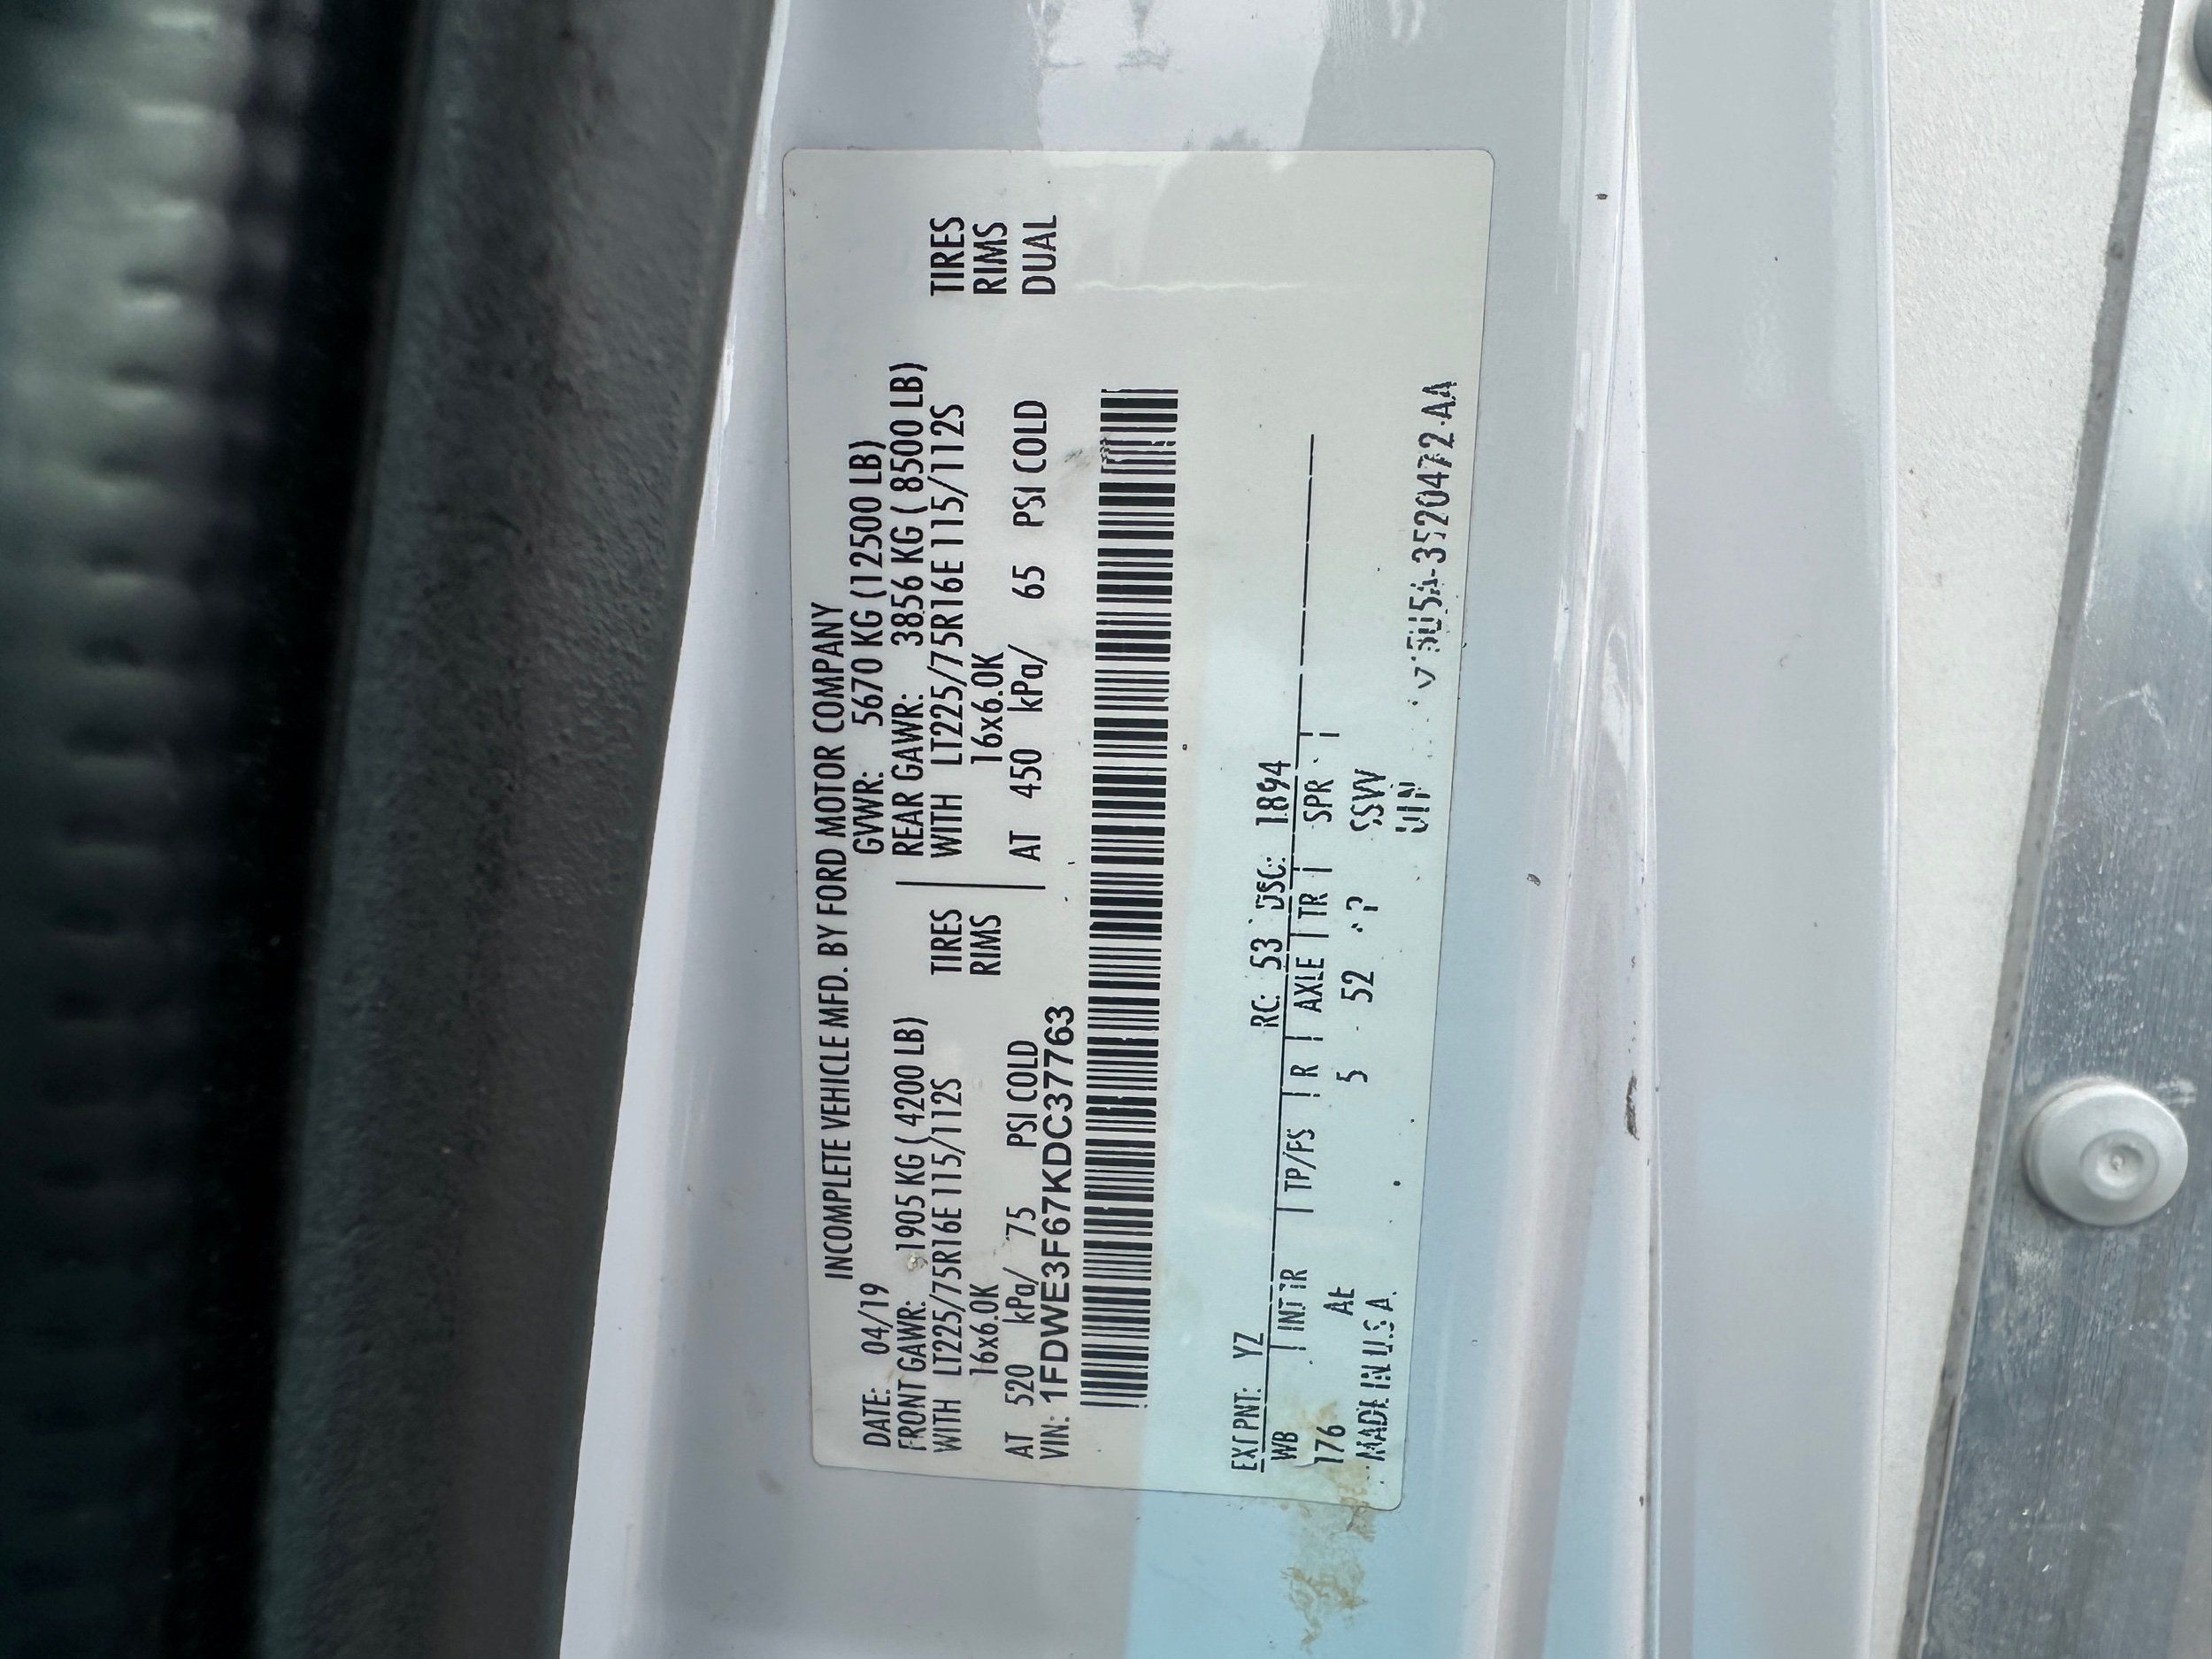 INCOMPLETE VEHICLE MFD. BY FORD MOTOR COMPANY
DATE: 04/19 GVWR: 5670 KG (12500 LB)
FRONT GAWR: 1905 KG ( 4200 LB) REAR GAWR: 3856 KG ( 8500 LB)
WITH LT225/75R16E 115/112S TIRES WITH LT225/75R16E 115/112S TIRES
16x6.0K RIMS 16x6.0K RIMS
AT 520 kPa/ 75 PSI COLD AT 450 kPa/ 65 PSI COLD DUAL
VIN: 1FDWE3F67KDC37763
EXT PNT: YZ RC: 53 DSC: 1894
WB INT TR TP/PS R AXLE TR SPR
176 5 52
MADE IN U.S.A.